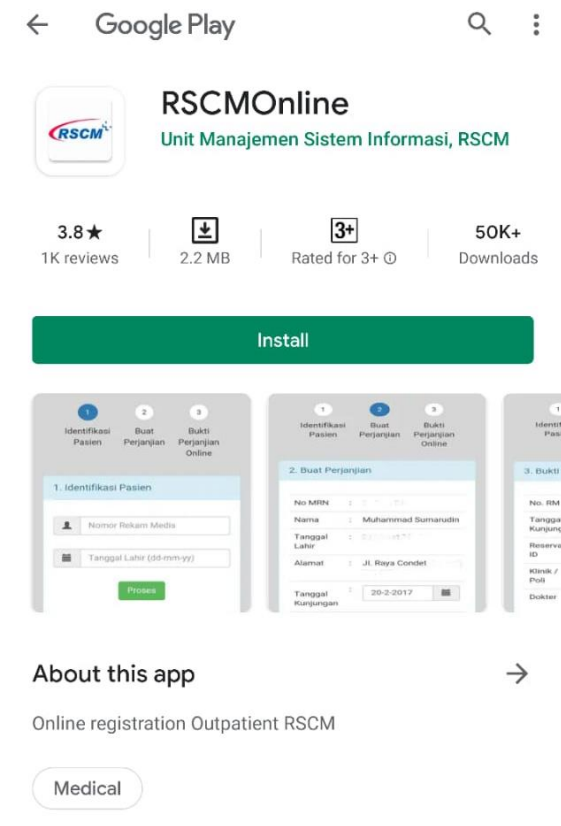 Google Play
RSCM
RSCMOnline
Unit Manajemen Sistem Informasi, RSCM
3.8★
1K reviews
2.2 MB
3+
Rated for 3+
50K+
Downloads
Install
1
2
3
Identifikasi Pasien
Buat Perjanjian
Bukti Perjanjian Online
1. Identifikasi Pasien
Nomor Rekam Medis
Tanggal Lahir (dd-mm-yy)
Proses
1
2
3
Identifikasi Pasien
Buat Perjanjian
Bukti Perjanjian Online
2. Buat Perjanjian
No MRN :
Nama : Muhammad Sumarudin
Tanggal Lahir :
Alamat : Jl. Raya Condet
Tanggal Kunjungan : 20-2-2017
1
3. Bukti
No. RM
ID
Klinik /
Poli
Dokter
About this app
Online registration Outpatient RSCM
Medical